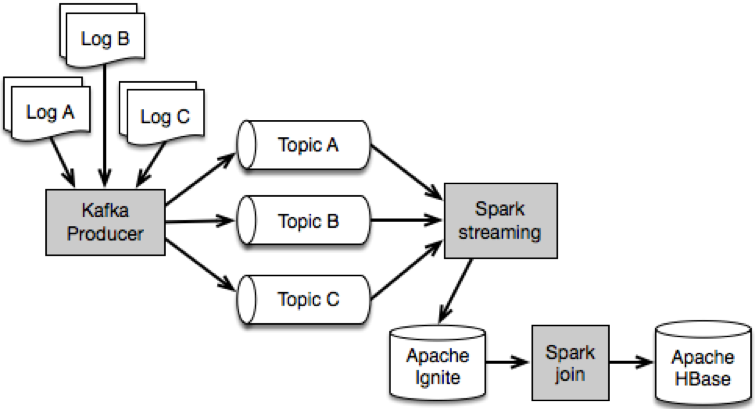 Log B
Log A
Log C
Kafka
Producer
Topic A
Topic B
Topic C
Spark
streaming
Apache
Ignite
Spark
join
Apache
HBase